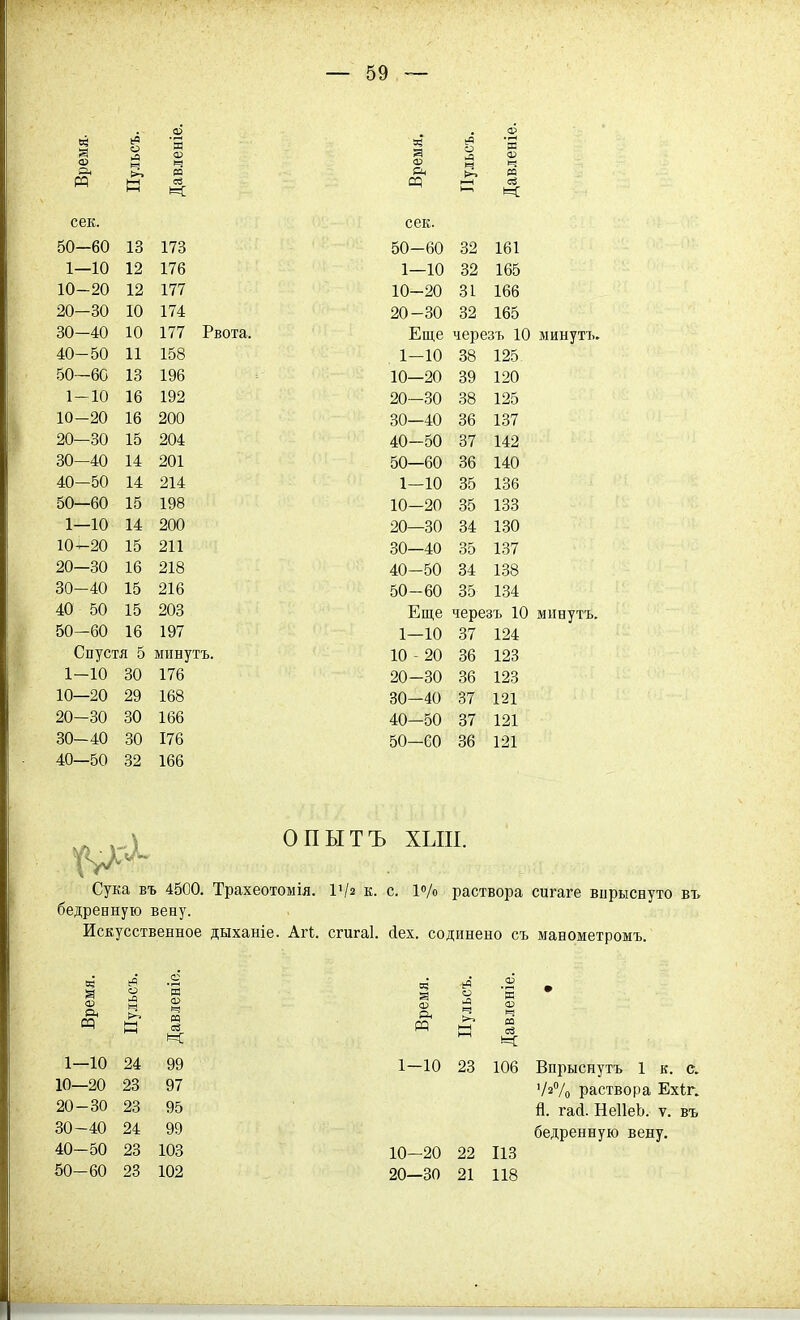 — 59 —
Время. Пульсъ. Давленіе.
сек.
50—60 13 173
1—10 12 176
10—20 12 177
20—30 10 174
30—40 10 177 Рвота.
40—50 11 158
50—60 13 196
1—10 16 192
10—20 16 200
20—30 15 204
30—40 14 201
40—50 14 214
50—60 15 198
1—10 14 200
10—20 15 211
20—30 16 218
30—40 15 216
40 50 15 203
50—60 16 197
Спустя 5 минутъ.
1—10 30 176
10—20 29 168
20—30 30 166
30—40 30 176
40—50 32 166
Время. Пульсъ. Давленіе.
сек.
50—60 32 161
1—10 32 165
10—20 31 166
20—30 32 165
Еще черезъ 10 минутъ.
1—10 38 125
10—20 39 120
20—30 38 125
30—40 36 137
40—50 37 142
50—60 36 140
1—10 35 136
10—20 35 133
20—30 34 130
30—40 35 137
40—50 34 138
50—60 35 134
Еще черезъ 10 минутъ.
1—10 37 124
10-20 36 123
20—30 36 123
30—40 37 121
40—50 37 121
50—60 36 121
ОПЫТЪ XLIII.
Сука въ 4500. Трахеотомія. 1½ к. с. 1% раствора curare впрыснуто въ
бедренную вену.
Искусственное дыханіе. Art. crural. dex. содинено съ манометромъ.
Время. Пульсъ. Давленіе.
1—10 24 99
10—20 23 97
20—30 23 95
30—40 24 99
40—50 23 103
50—60 23 102
Время. Пульсъ. Давленіе.
1—10 23 106 Впрыснутъ 1 к. с.
½% раствора Extr.
fl. rad. Helleb. v. въ
бедренную вену.
10—20 22 113
20—30 21 118